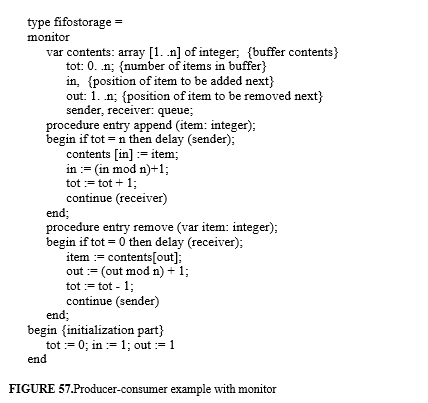 type fifostorage =
monitor
var contents: array [1. .n] of integer; {buffer contents}
tot: 0. .n; {number of items in buffer}
in, {position of item to be added next}
out: 1. .n; {position of item to be removed next}
sender, receiver: queue;
procedure entry append (item: integer);
begin if tot = n then delay (sender);
contents [in] := item;
in := (in mod n)+1;
tot := tot + 1;
continue (receiver)
end;
procedure entry remove (var item: integer);
begin if tot = 0 then delay (receiver);
item := contents[out];
out := (out mod n) + 1;
tot := tot - 1;
continue (sender)
end;
begin {initialization part}
tot := 0; in := 1; out := 1
end
FIGURE 57.Producer-consumer example with monitor